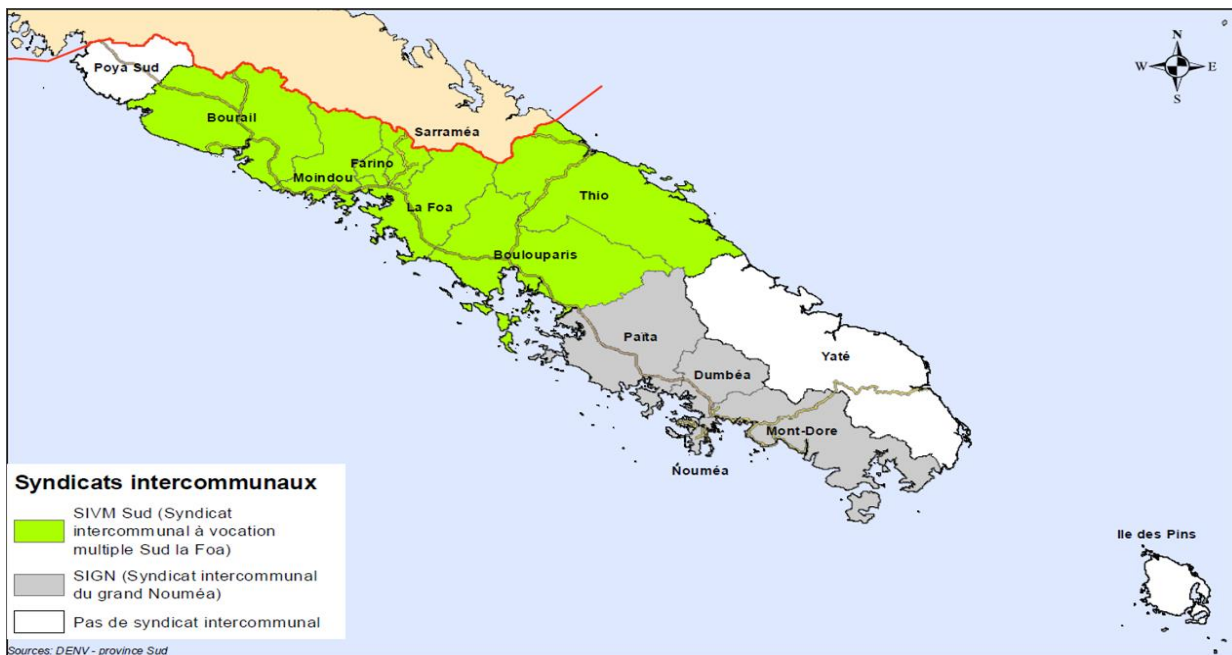 N
W E
S
Poya Sud
Bourail
Sarraméa
Farino
Moindou
Thio
La Foa
Boulouparis
Païta
Yaté
Dumbéa
Mont-Dore
Nouméa
Ile des Pins
Syndicats intercommunaux
SIVM Sud (Syndicat
intercommunal à vocation
multiple Sud la Foa)
SIGN (Syndicat intercommunal
du grand Nouméa)
Pas de syndicat intercommunal
Sources: DENV - province Sud